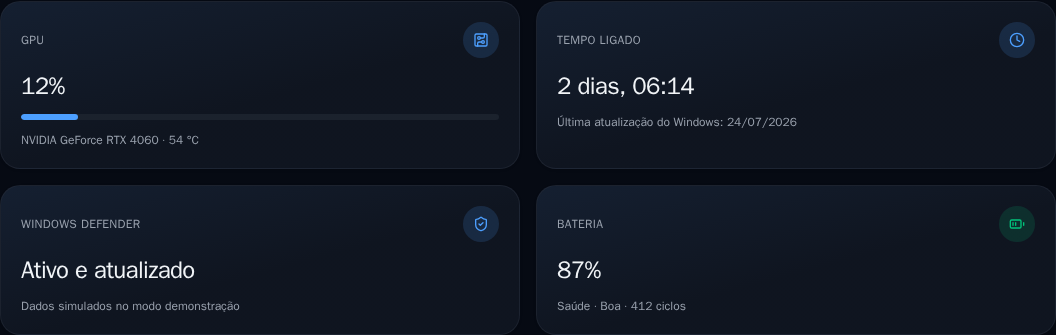 GPU
12%
NVIDIA GeForce RTX 4060 · 54 °C
TEMPO LIGADO
2 dias, 06:14
Última atualização do Windows: 24/07/2026
WINDOWS DEFENDER
Ativo e atualizado
Dados simulados no modo demonstração
BATERIA
87%
Saúde · Boa · 412 ciclos